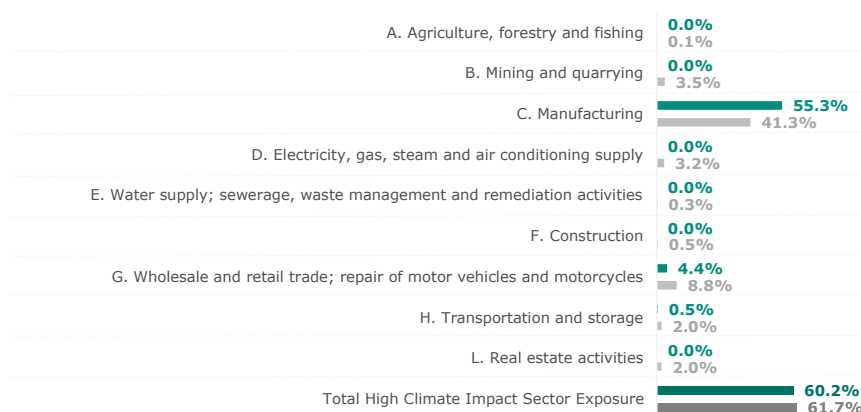 A. Agriculture, forestry and fishing
0.0%
0.1%
B. Mining and quarrying
0.0%
3.5%
C. Manufacturing
55.3%
41.3%
D. Electricity, gas, steam and air conditioning supply
0.0%
3.2%
E. Water supply; sewerage, waste management and remediation activities
0.0%
0.3%
F. Construction
0.0%
0.5%
G. Wholesale and retail trade; repair of motor vehicles and motorcycles
4.4%
8.8%
H. Transportation and storage
0.5%
2.0%
L. Real estate activities
0.0%
2.0%
Total High Climate Impact Sector Exposure
60.2%
61.7%